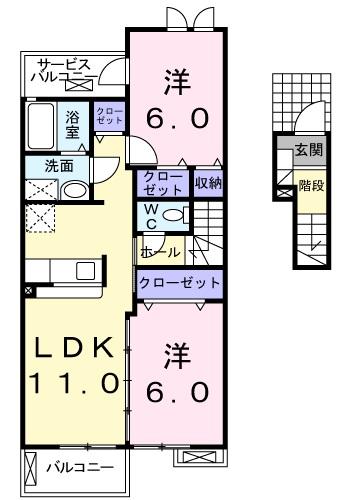 サービス
バルコニー
洋
6.0
浴室
クロー
ゼット
洗面
クロー
ゼット
収納
WC
ホール
クローゼット
LDK
11.0
洋
6.0
バルコニー
玄関
階段